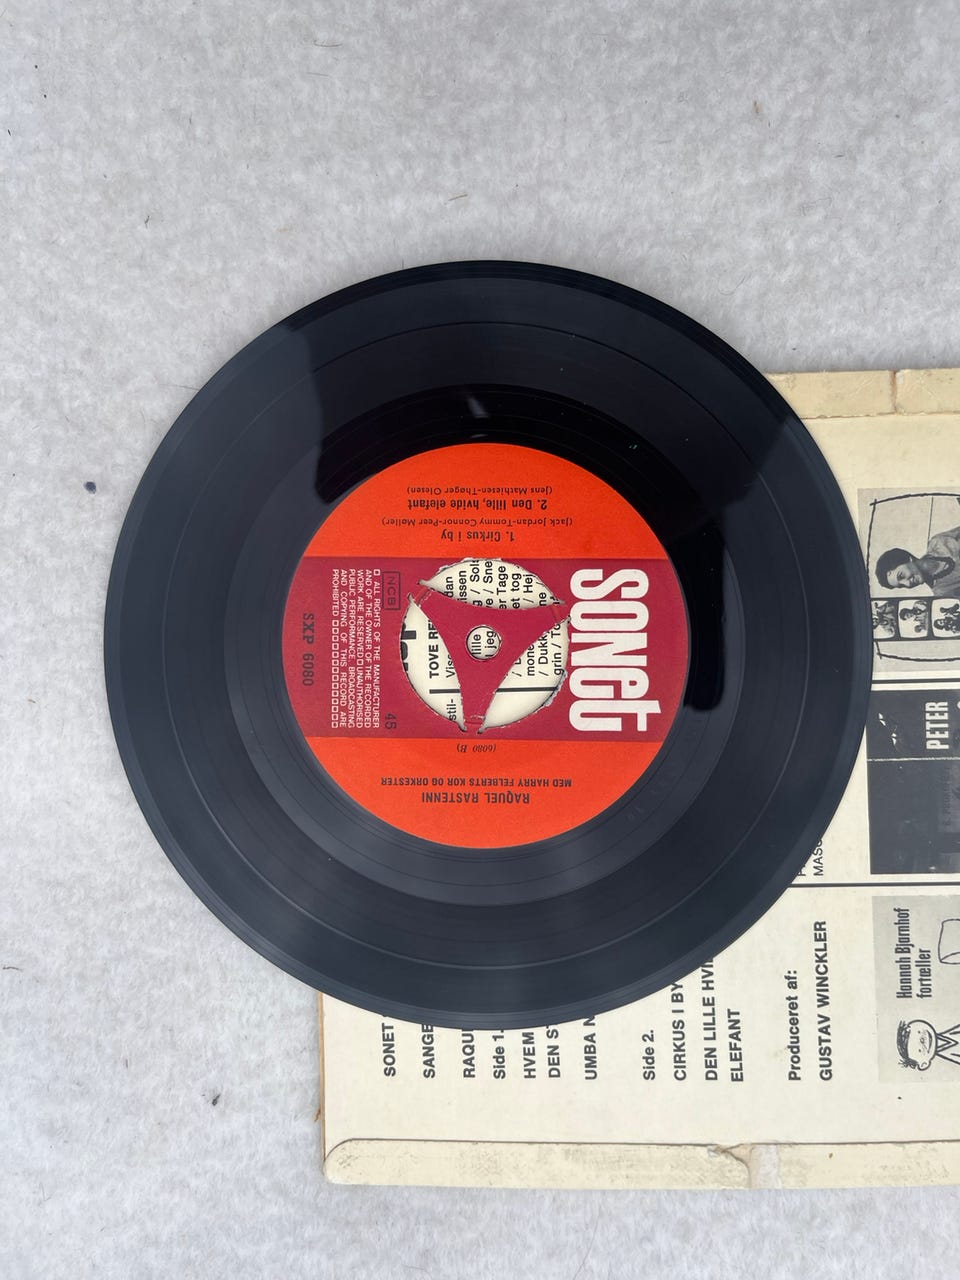 SONET
RAQUEL RASTENNI
MED HARRY FELBERTS KOR OG ORKESTER
(6080 B)
45
SXP 6080
NCB
□ ALL RIGHTS OF THE MANUFACTURER
AND OF THE OWNER OF THE RECORDED
WORK ARE RESERVED □ UNAUTHORISED
PUBLIC PERFORMANCE BROADCASTING
AND COPYING OF THIS RECORD ARE
PROHIBITED □□□□□□□□□□□
1. Cirkus i by
(Jack Jordan-Tommy Connor-Peer Møller)
2. Den lille, hvide elefant
(Jens Mathiesen-Thøger Olesen)
TOVE RE
stil-
SONET
SANGE
RAQU
Side 1.
HVEM
DEN S
UMBA N
Side 2.
CIRKUS I BY
DEN LILLE HVI
ELEFANT
Produceret af:
GUSTAV WINCKLER
MASC
PETER
Hannah Bjarnhof
fortæller